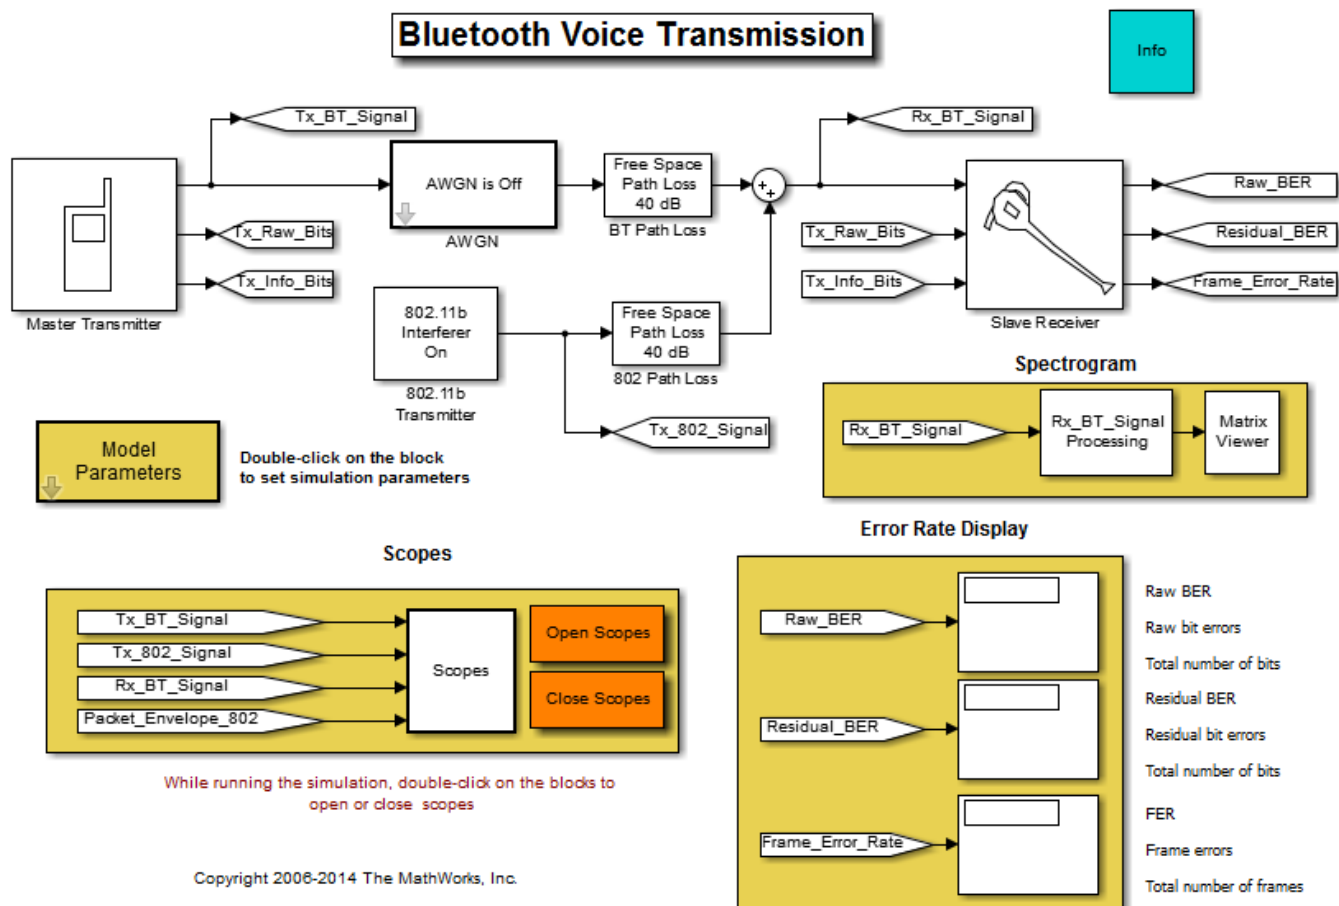 Bluetooth Voice Transmission
Info
Tx_BT_Signal
Rx_BT_Signal
AWGN is Off
AWGN
Free Space
Path Loss
40 dB
BT Path Loss
Tx_Raw_Bits
Tx_Info_Bits
Master Transmitter
Tx_Raw_Bits
Tx_Info_Bits
Slave Receiver
Raw_BER
Residual_BER
Frame_Error_Rate
802.11b
Interferer
On
802.11b
Transmitter
Free Space
Path Loss
40 dB
802 Path Loss
Tx_802_Signal
Spectrogram
Rx_BT_Signal
Rx_BT_Signal
Processing
Matrix
Viewer
Model
Parameters
Double-click on the block
to set simulation parameters
Scopes
Tx_BT_Signal
Tx_802_Signal
Rx_BT_Signal
Packet_Envelope_802
Scopes
Open Scopes
Close Scopes
While running the simulation, double-click on the blocks to
open or close scopes
Copyright 2006-2014 The MathWorks, Inc.
Error Rate Display
Raw_BER
Raw BER
Raw bit errors
Total number of bits
Residual_BER
Residual BER
Residual bit errors
Total number of bits
Frame_Error_Rate
FER
Frame errors
Total number of frames